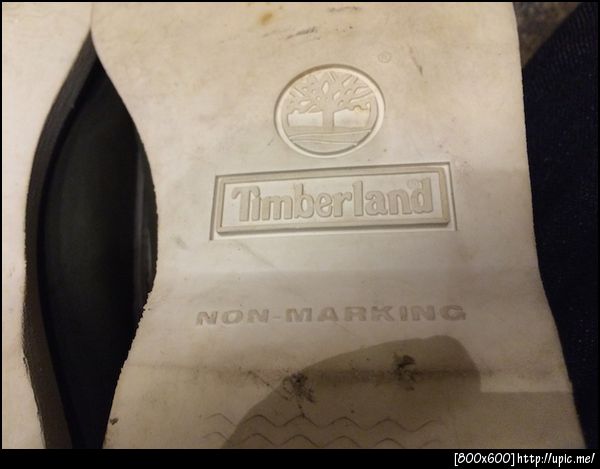 ®
Timberland
NON-MARKING
[800x600]http://upic.me/